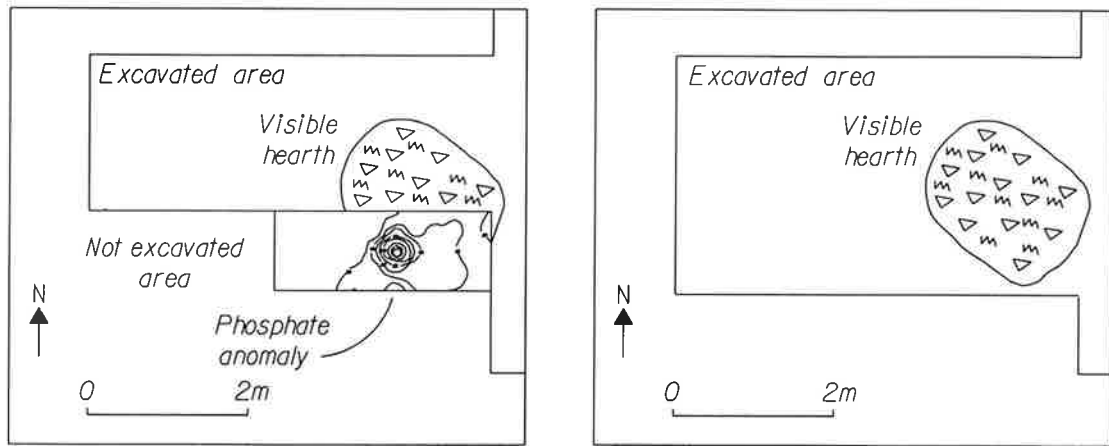 Excavated area
Visible
hearth
Not excavated
area
N
Phosphate
anomaly
0
2m
Excavated area
Visible
hearth
N
0
2m